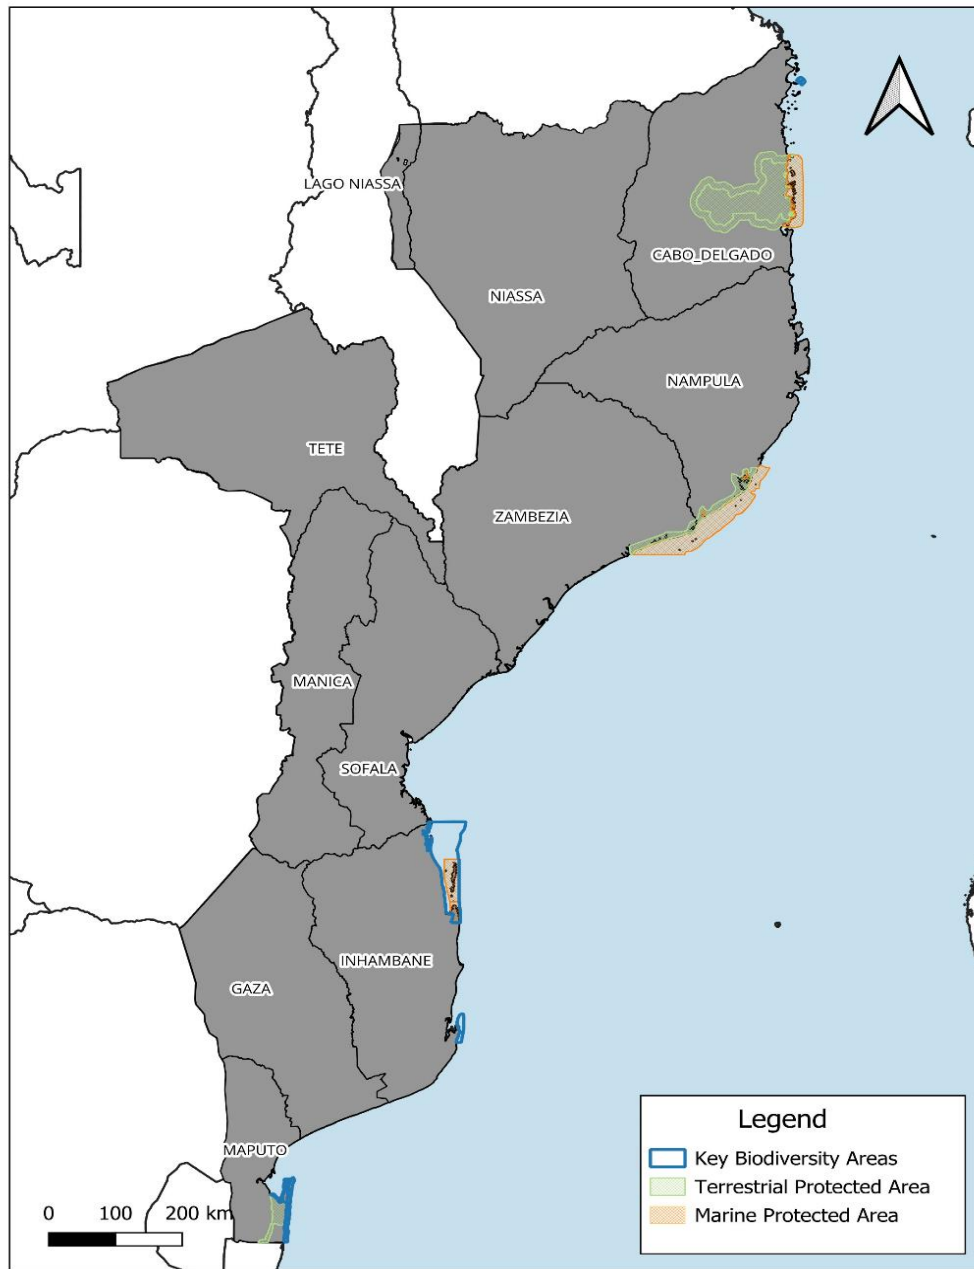 LAGO NIASSA
CABO_DELGADO
NIASSA
NAMPULA
TETE
ZAMBEZIA
MANICA
SOFALA
INHAMBANE
GAZA
MAPUTO
Legend
Key Biodiversity Areas
Terrestrial Protected Area
Marine Protected Area
0 100 200 km